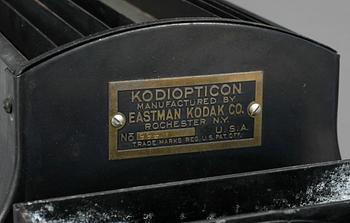 KODIOPTICON
MANUFACTURED BY
EASTMAN KODAK CO.
ROCHESTER N.Y.
No U.S.A.
TRADE MARKS REG. U.S. PAT. OFF.